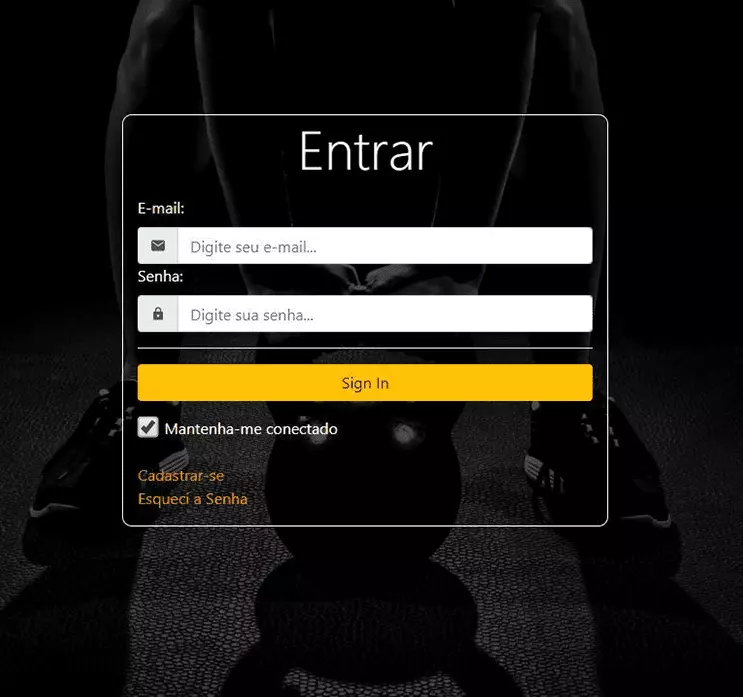 Entrar
E-mail:
Digite seu e-mail...
Senha:
Digite sua senha...
Sign In
Mantenha-me conectado
Cadastrar-se
Esqueci a Senha